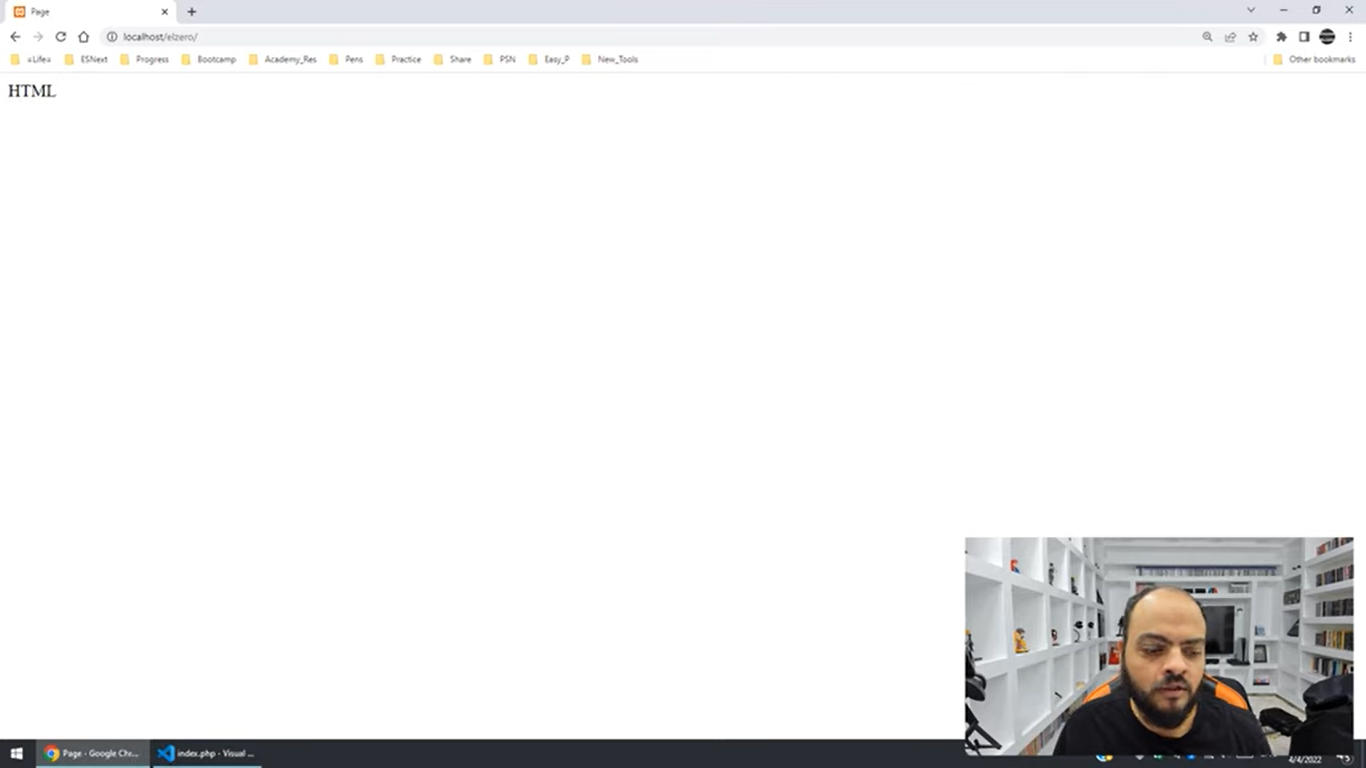 Page
localhost/elzero/
«Life» ESNext Progress Bootcamp Academy_Res Pens Practice Share PSN Easy_P New_Tools Other bookmarks
HTML
Page - Google Chr... index.php - Visual ...
4/4/2022